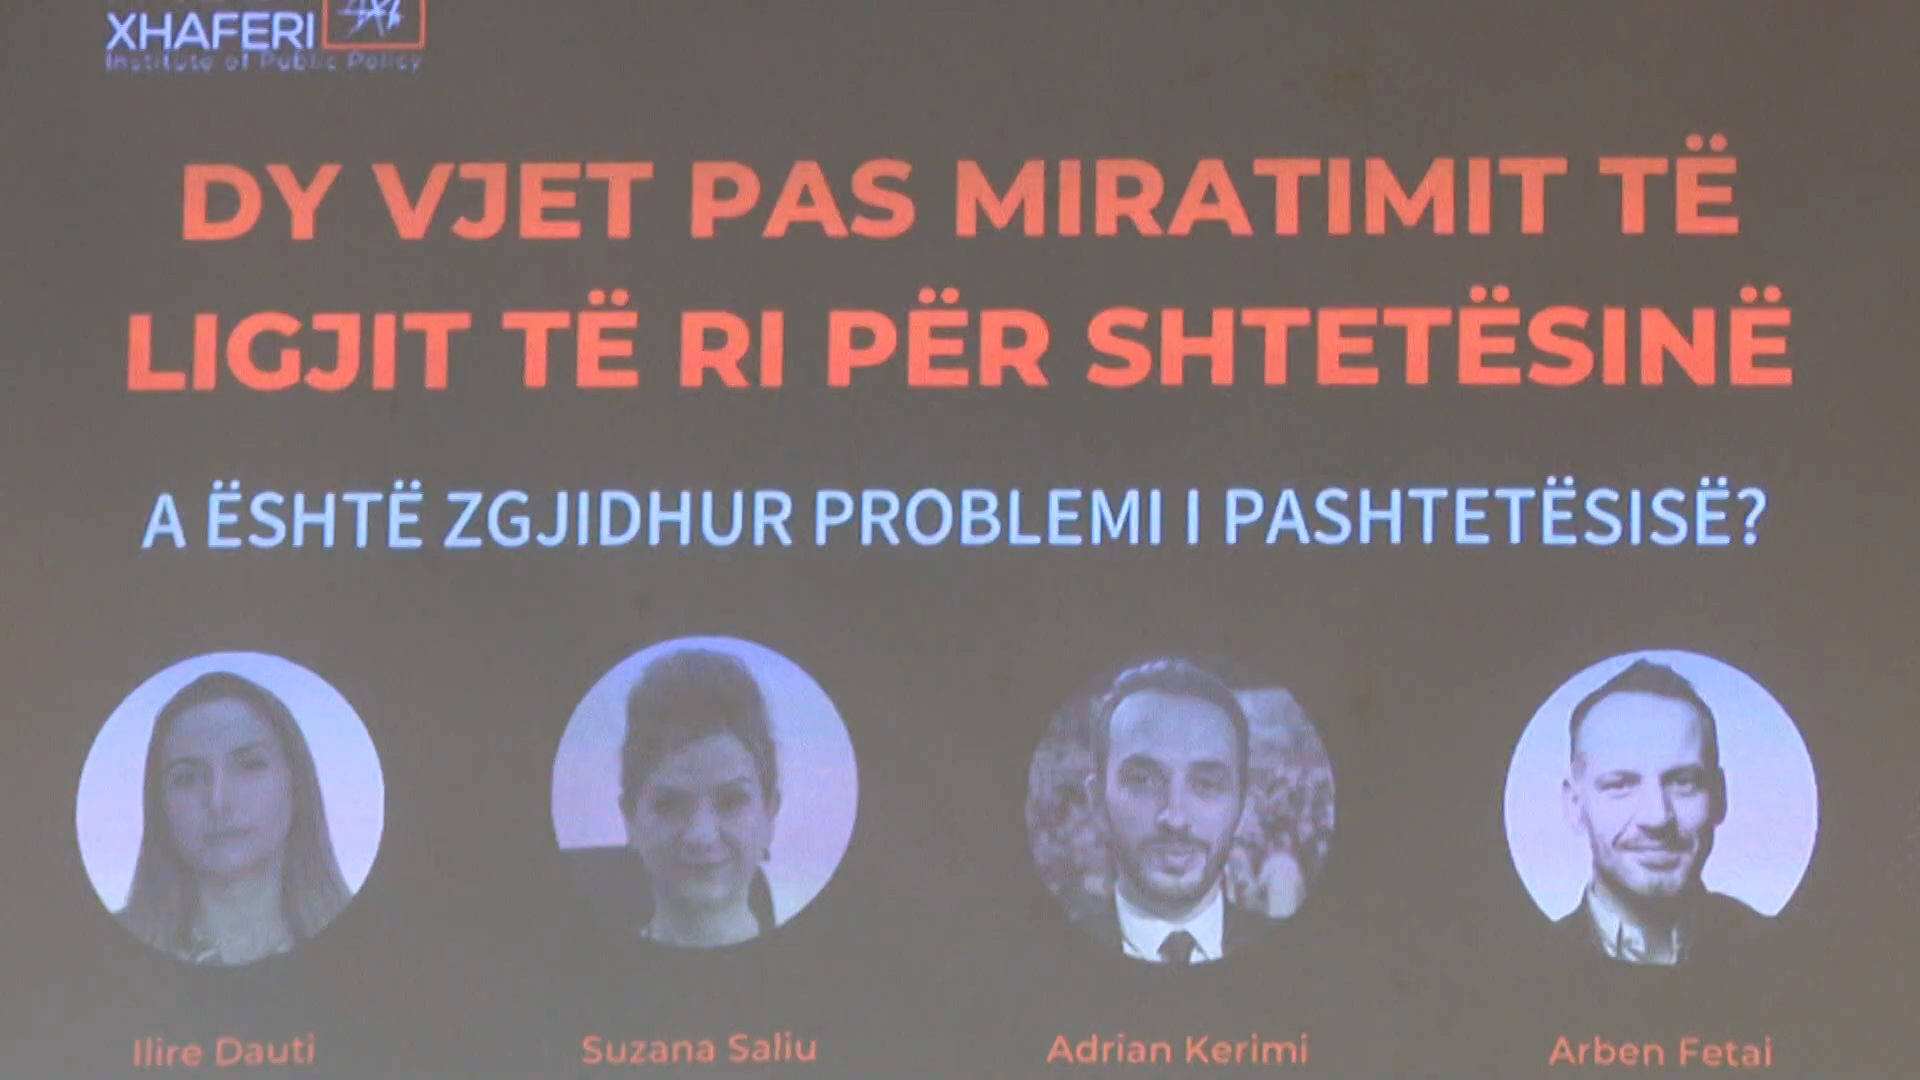 XHAFERI
Institute of Public Policy
DY VJET PAS MIRATIMIT TË
LIGJIT TË RI PËR SHTETËSINË
A ËSHTË ZGJIDHUR PROBLEMI I PASHTETËSISË?
Ilire Dauti
Suzana Saliu
Adrian Kerimi
Arben Fetai